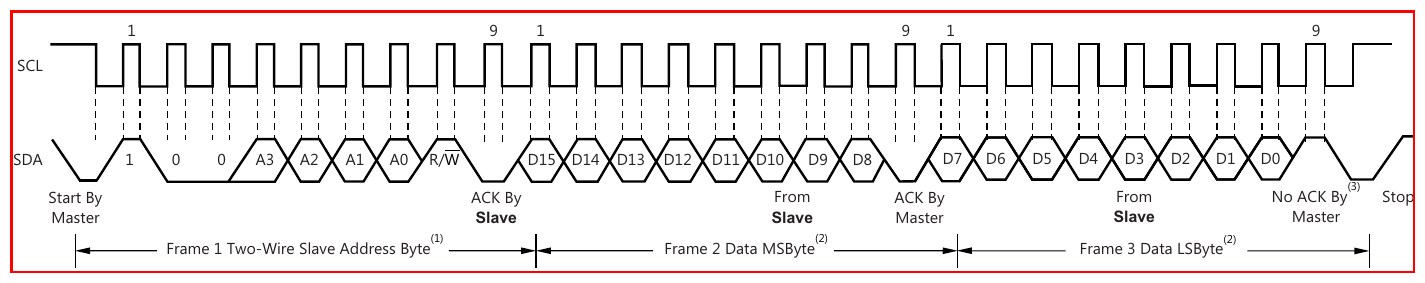 1 9 1 9 1 9
SCL
SDA 1 0 0 A3 A2 A1 A0 R/W̅ D15 D14 D13 D12 D11 D10 D9 D8 D7 D6 D5 D4 D3 D2 D1 D0
Start By
Master
ACK By
Slave
From
Slave
ACK By
Master
From
Slave
No ACK By(3)
Master
Stop
Frame 1 Two-Wire Slave Address Byte(1)
Frame 2 Data MSByte(2)
Frame 3 Data LSByte(2)